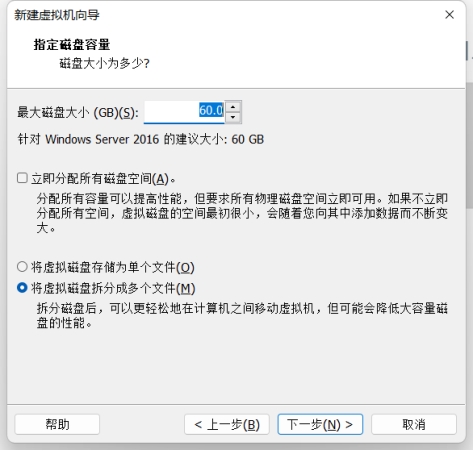 新建虚拟机向导
指定磁盘容量
磁盘大小为多少?
最大磁盘大小 (GB)(S): 60.0
针对 Windows Server 2016 的建议大小: 60 GB
立即分配所有磁盘空间(A)。
分配所有容量可以提高性能，但要求所有物理磁盘空间立即可用。如果不立即
分配所有空间，虚拟磁盘的空间最初很小，会随着您向其中添加数据而不断变
大。
将虚拟磁盘存储为单个文件(O)
将虚拟磁盘拆分成多个文件(M)
拆分磁盘后，可以更轻松地在计算机之间移动虚拟机，但可能会降低大容量磁
盘的性能。
帮助 < 上一步(B) 下一步(N) > 取消